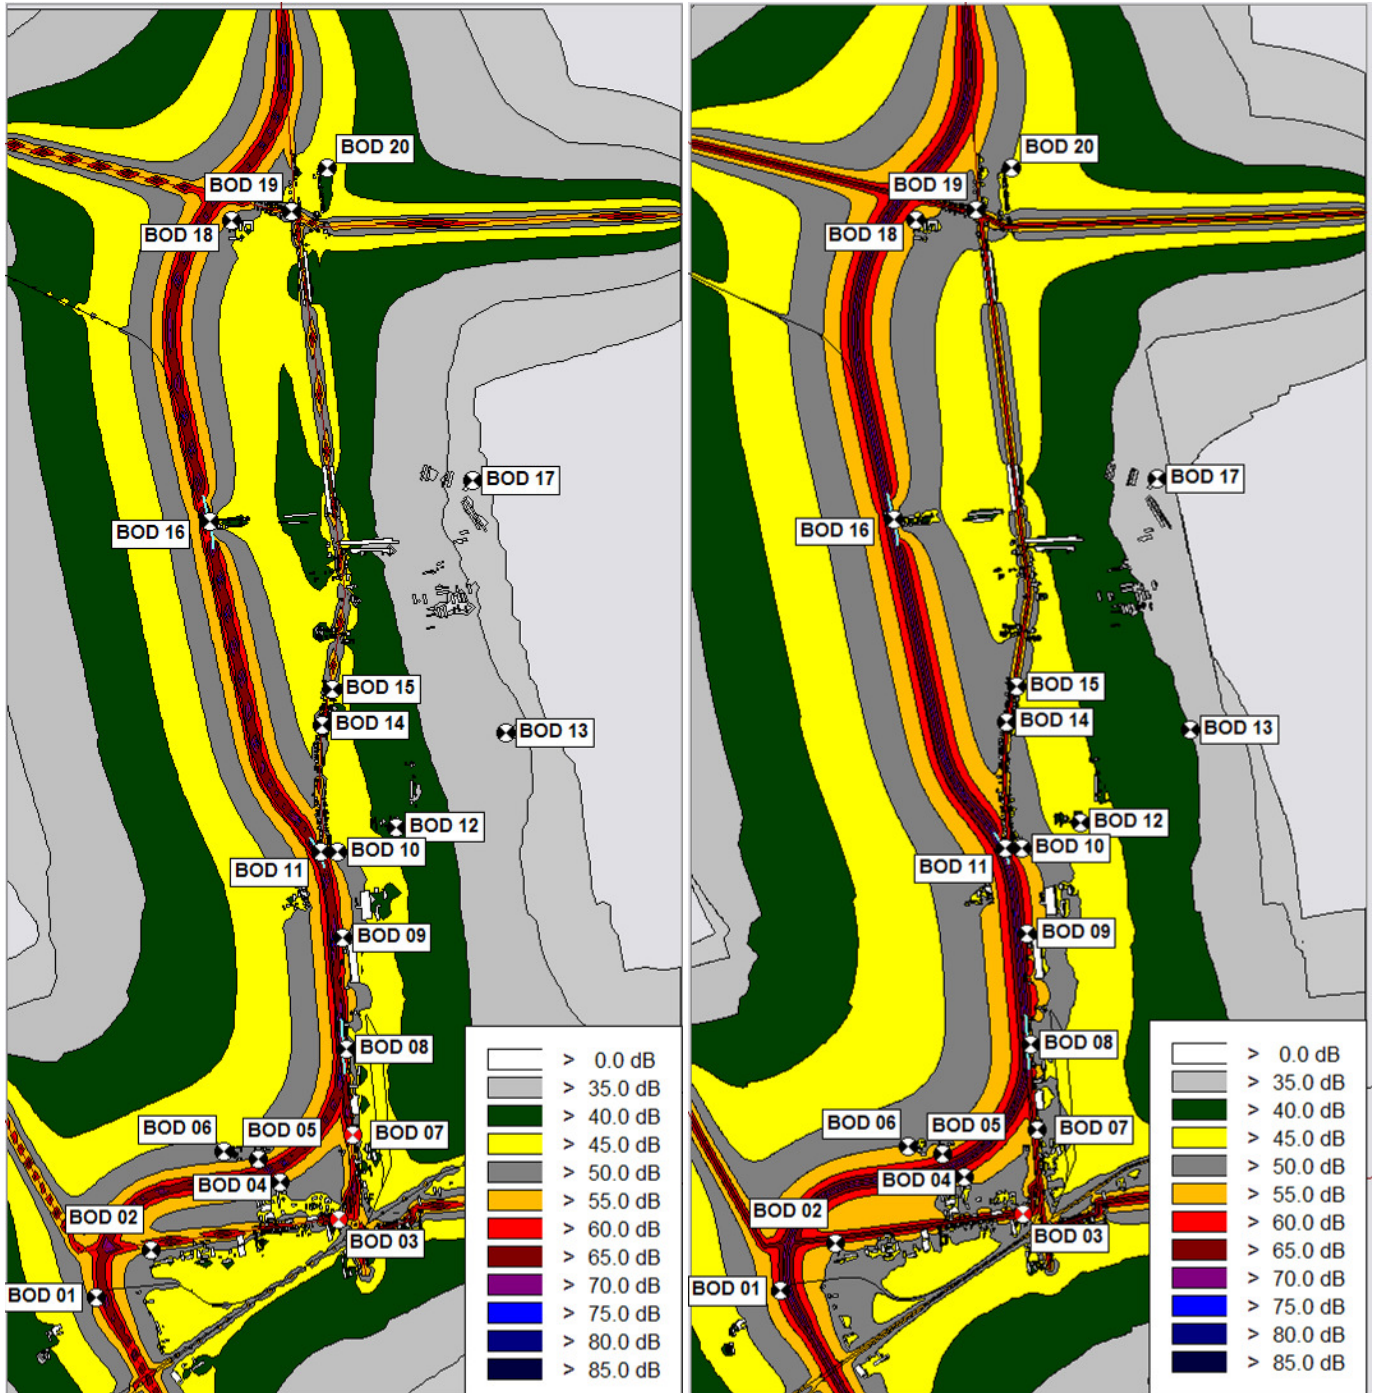 BOD 20
BOD 19
BOD 18
BOD 17
BOD 16
BOD 15
BOD 14
BOD 13
BOD 12
BOD 10
BOD 11
BOD 09
BOD 08
BOD 06
BOD 05
BOD 07
BOD 04
BOD 02
BOD 03
BOD 01
> 0.0 dB
> 35.0 dB
> 40.0 dB
> 45.0 dB
> 50.0 dB
> 55.0 dB
> 60.0 dB
> 65.0 dB
> 70.0 dB
> 75.0 dB
> 80.0 dB
> 85.0 dB
BOD 20
BOD 19
BOD 18
BOD 17
BOD 16
BOD 15
BOD 14
BOD 13
BOD 12
BOD 10
BOD 11
BOD 09
BOD 08
BOD 06
BOD 05
BOD 07
BOD 04
BOD 02
BOD 03
BOD 01
> 0.0 dB
> 35.0 dB
> 40.0 dB
> 45.0 dB
> 50.0 dB
> 55.0 dB
> 60.0 dB
> 65.0 dB
> 70.0 dB
> 75.0 dB
> 80.0 dB
> 85.0 dB